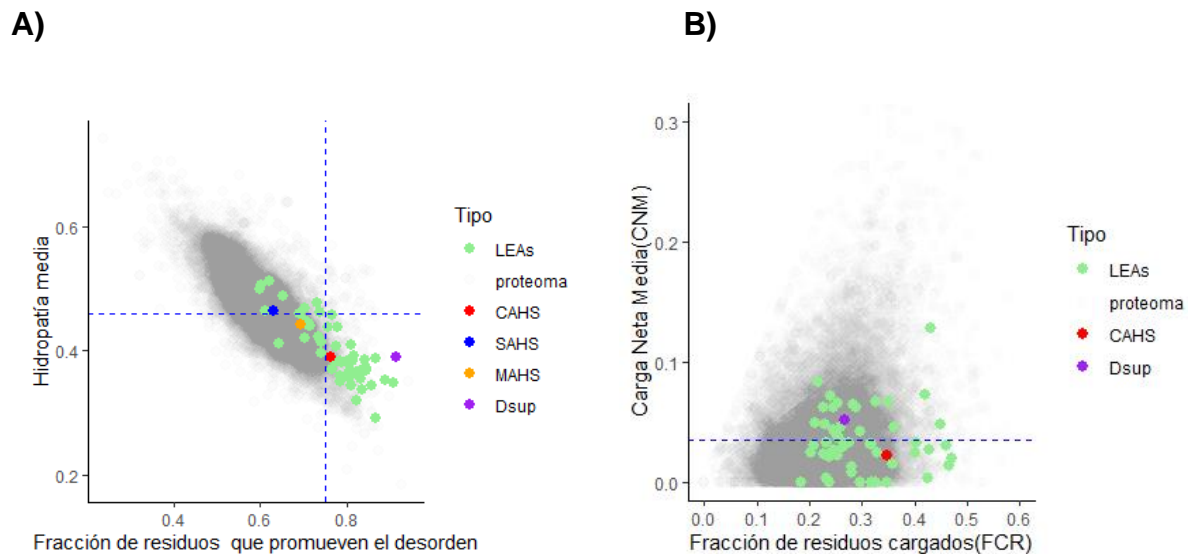 A)
B)
0.6
0.4
0.2
Hidropatía media
0.4
0.6
0.8
Fracción de residuos que promueven el desorden
Tipo
LEAs
proteoma
CAHS
SAHS
MAHS
Dsup
0.3
0.2
0.1
0.0
Carga Neta Media(CNM)
0.0
0.1
0.2
0.3
0.4
0.5
0.6
Fracción de residuos cargados(FCR)
Tipo
LEAs
proteoma
CAHS
Dsup